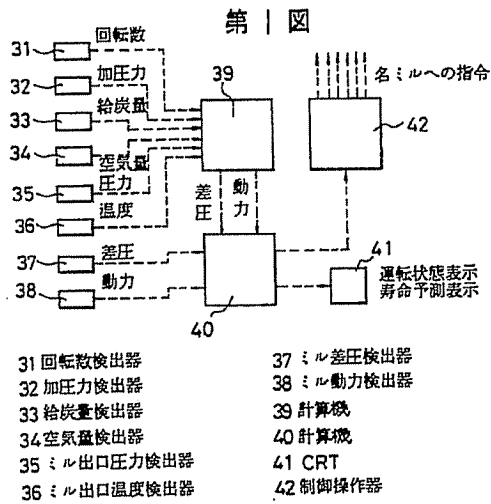 第1図
31
回転数
32
加圧力
33
給炭量
34
空気量
35
圧力
36
温度
37
差圧
38
動力
39
差圧
動力
40
名ミルへの指令
42
41
運転状態表示
寿命予測表示
31 回転数検出器
32 加圧力検出器
33 給炭量検出器
34 空気量検出器
35 ミル出口圧力検出器
36 ミル出口温度検出器
37 ミル差圧検出器
38 ミル動力検出器
39 計算機
40 計算機
41 CRT
42 制御操作器